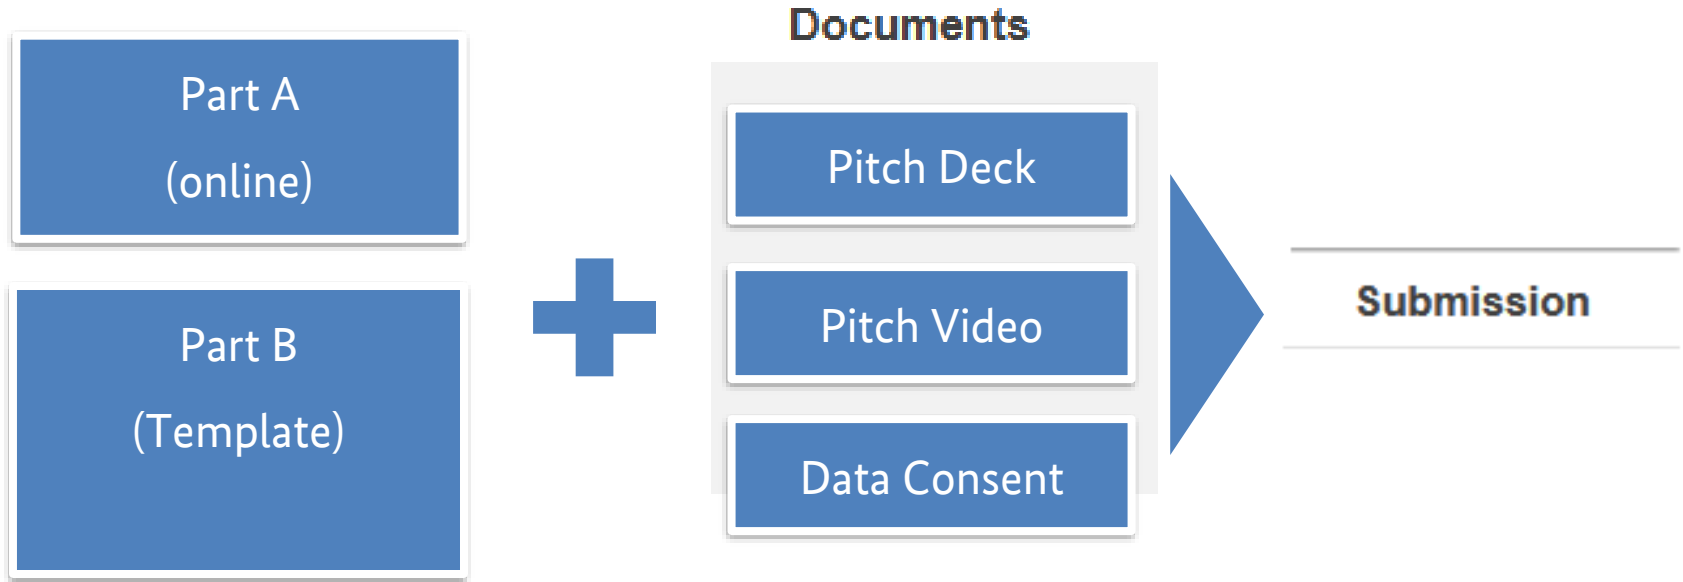 Part A
(online)
Part B
(Template)
Documents
Pitch Deck
Pitch Video
Data Consent
Submission